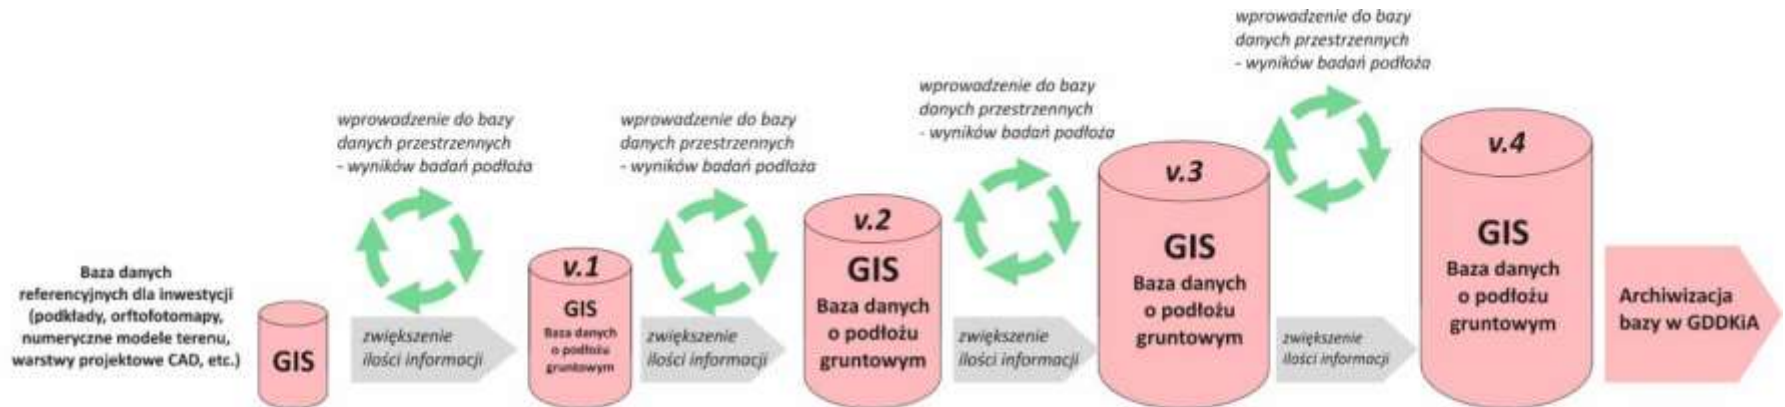 Baza danych
referencyjnych dla inwestycji
(podkłady, orftofotomapy,
numeryczne modele terenu,
warstwy projektowe CAD, etc.)
GIS
wprowadzenie do bazy
danych przestrzennych
- wyników badań podłoża
zwiększenie
ilości informacji
v.1
GIS
Baza danych
o podłożu
gruntowym
wprowadzenie do bazy
danych przestrzennych
- wyników badań podłoża
zwiększenie
ilości informacji
v.2
GIS
Baza danych
o podłożu
gruntowym
wprowadzenie do bazy
danych przestrzennych
- wyników badań podłoża
zwiększenie
ilości informacji
v.3
GIS
Baza danych
o podłożu
gruntowym
wprowadzenie do bazy
danych przestrzennych
- wyników badań podłoża
zwiększenie
ilości informacji
v.4
GIS
Baza danych
o podłożu
gruntowym
Archiwizacja
bazy w GDDKiA